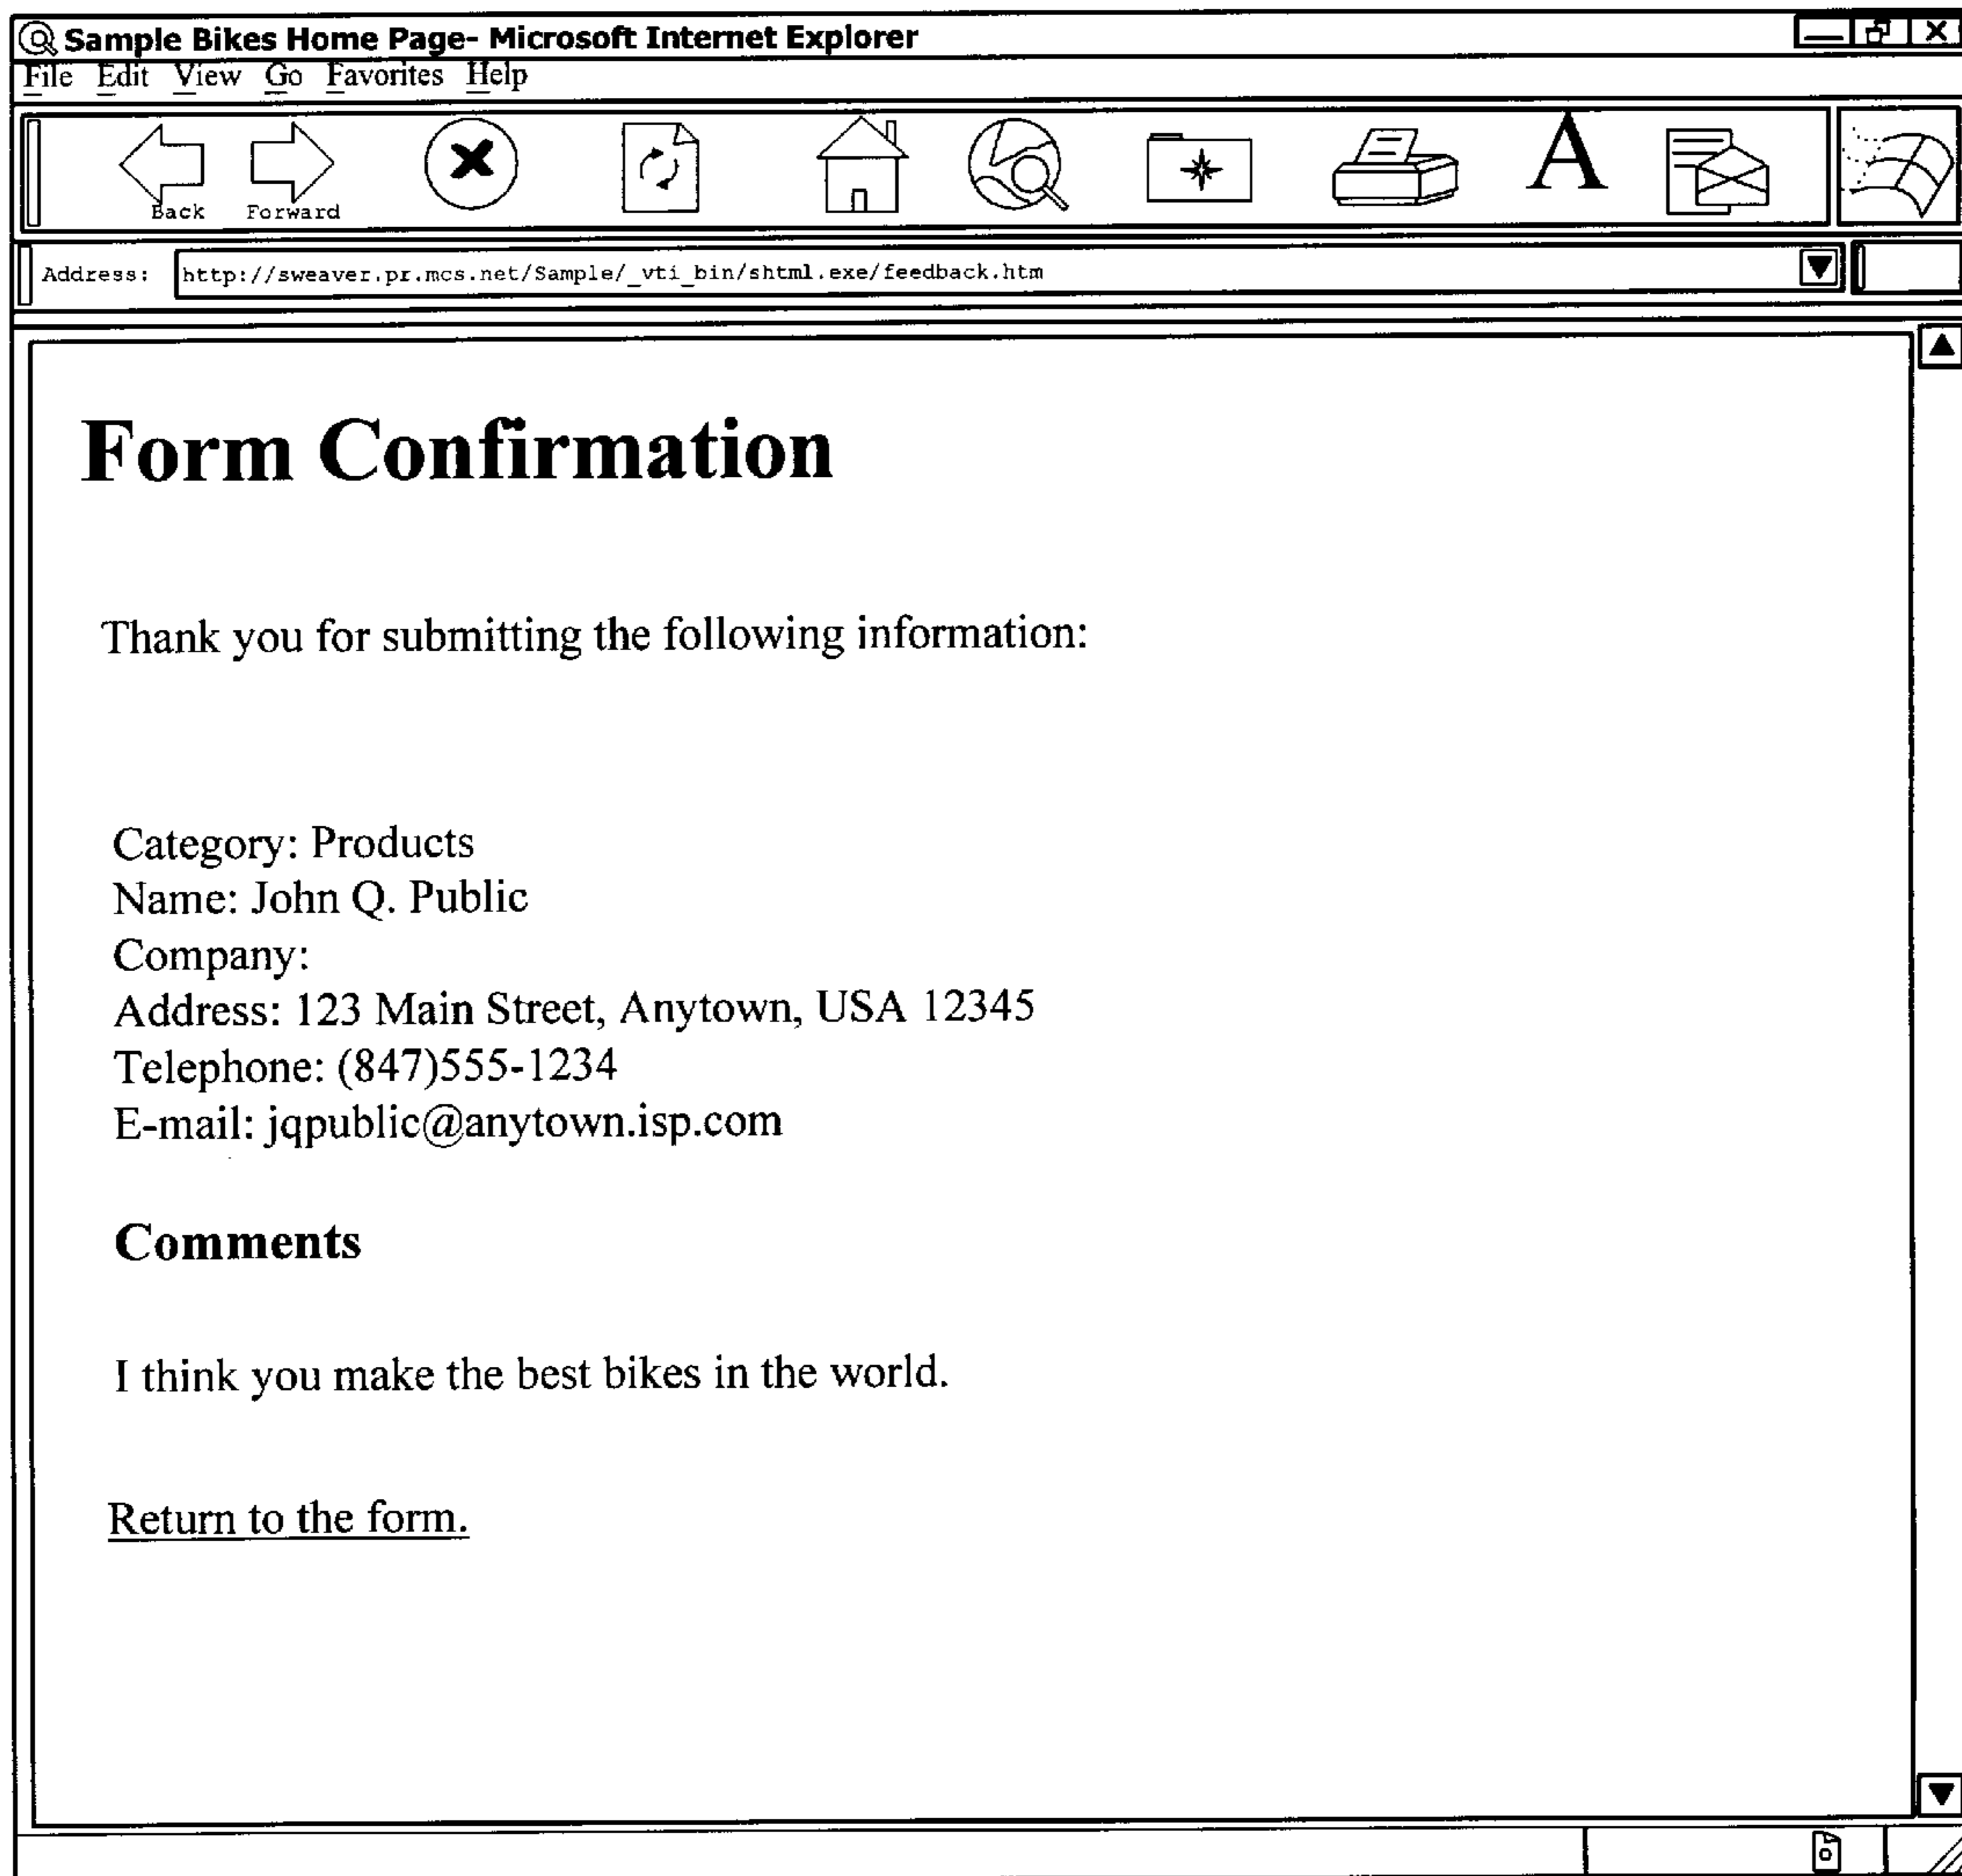 Sample Bikes Home Page- Microsoft Internet Explorer
File Edit View Go Favorites Help
A
Back Forward
Address: http://sweaver.pr.mcs.net/Sample/_vti_bin/shtml.exe/feedback.htm
Form Confirmation
Thank you for submitting the following information:
Category: Products
Name: John Q. Public
Company:
Address: 123 Main Street, Anytown, USA 12345
Telephone: (847)555-1234
E-mail: jqpublic@anytown.isp.com
Comments
I think you make the best bikes in the world.
Return to the form.